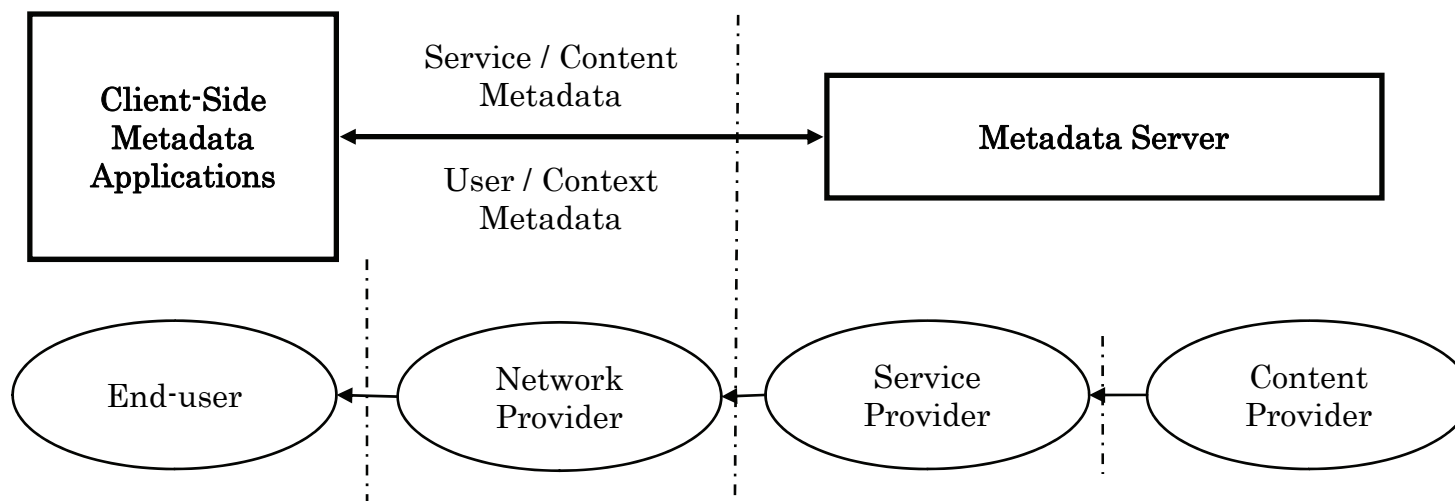 Client-Side
Metadata
Applications
Service / Content
Metadata
User / Context
Metadata
Metadata Server
End-user
Network
Provider
Service
Provider
Content
Provider